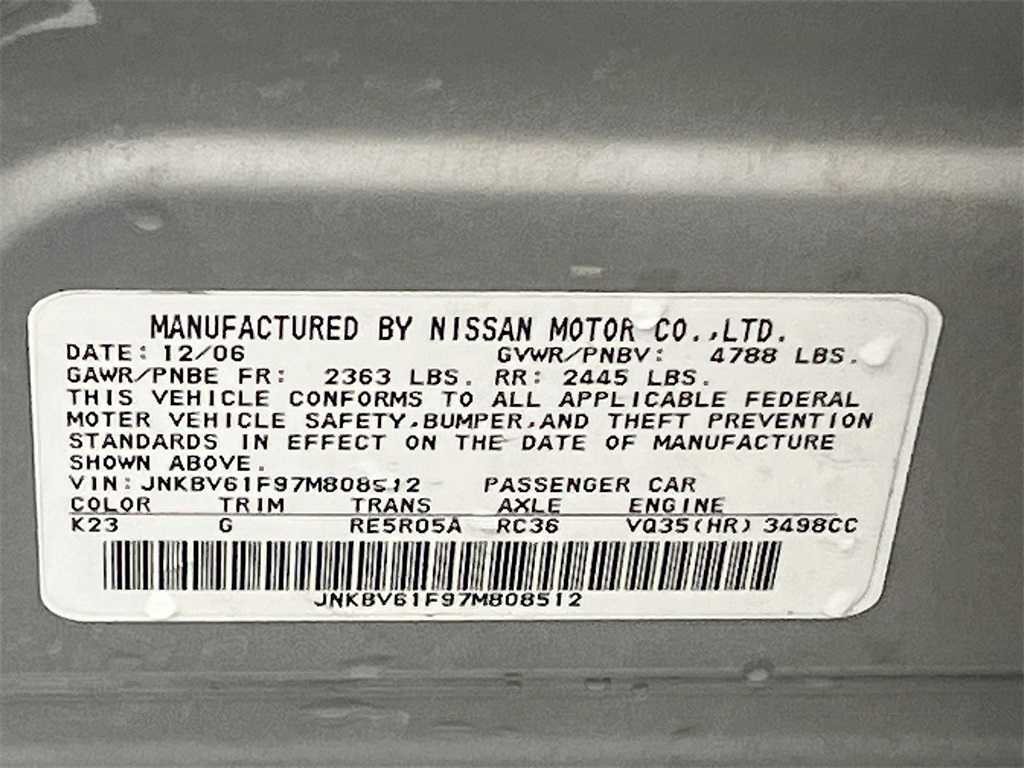 MANUFACTURED BY NISSAN MOTOR CO.,LTD.
DATE: 12/06 GVWR/PNBV: 4788 LBS.
GAWR/PNBE FR: 2363 LBS. RR: 2445 LBS.
THIS VEHICLE CONFORMS TO ALL APPLICABLE FEDERAL
MOTER VEHICLE SAFETY,BUMPER,AND THEFT PREVENTION
STANDARDS IN EFFECT ON THE DATE OF MANUFACTURE
SHOWN ABOVE.
VIN: JNKBV61F97M808512 PASSENGER CAR
COLOR TRIM TRANS AXLE ENGINE
K23 G RE5R05A RC36 VQ35(HR) 3498CC
JNKBV61F97M808512